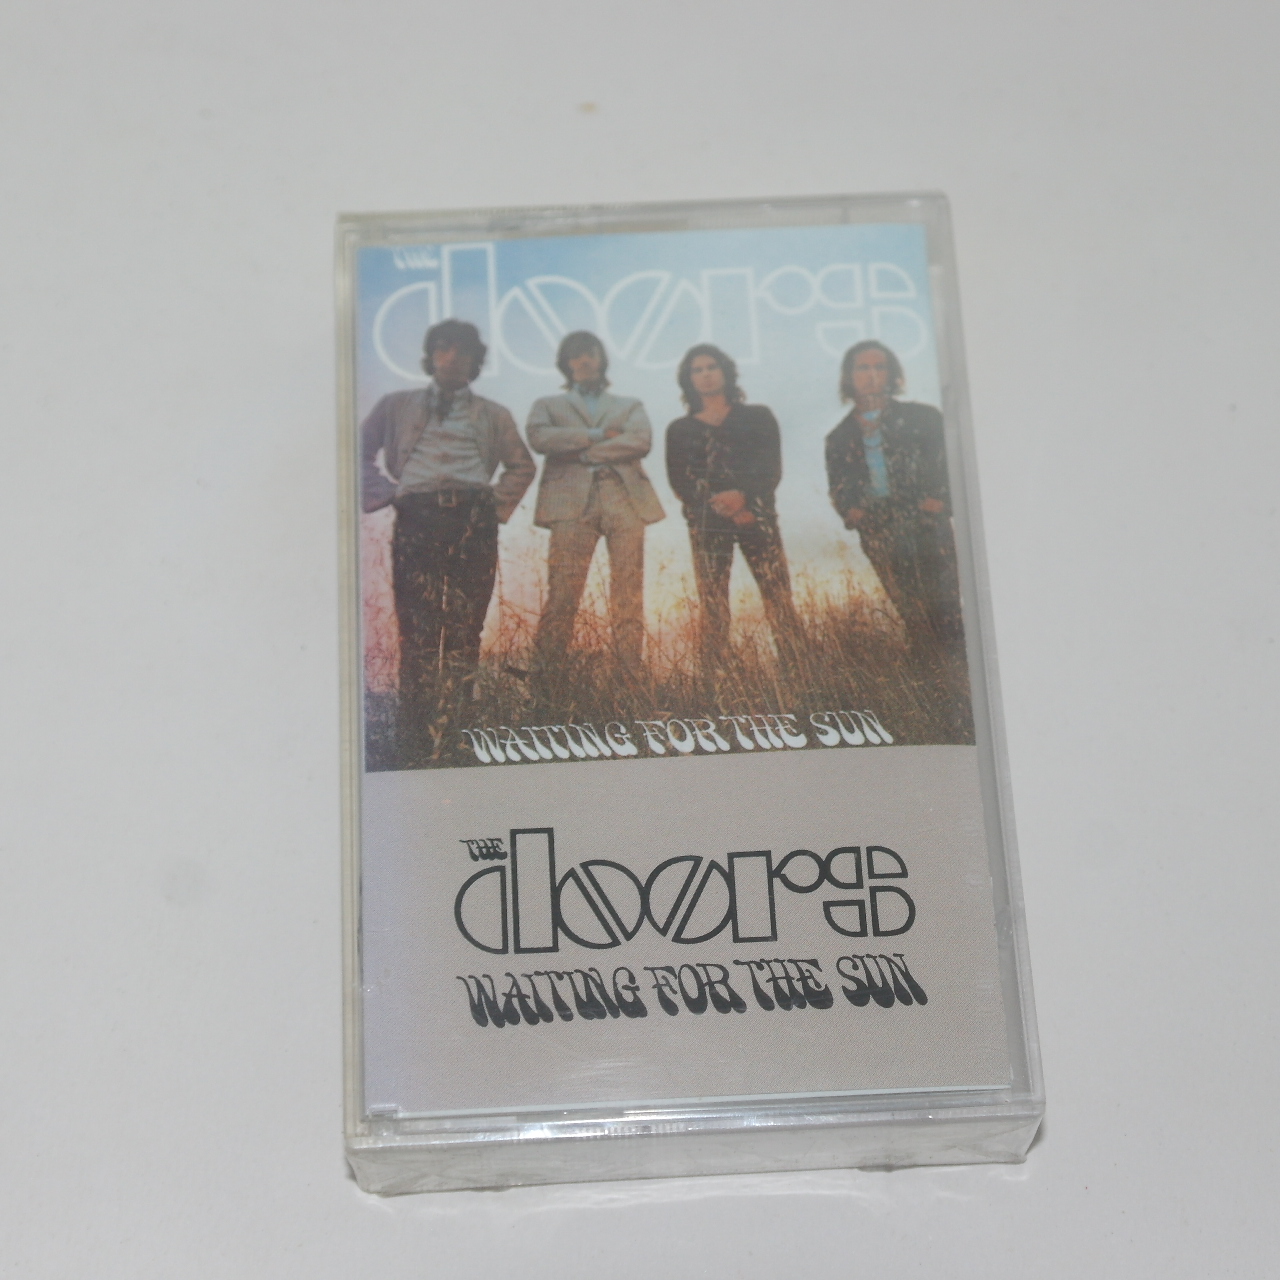 THE
doors
WAITING FOR THE SUN
THE
doors
WAITING FOR THE SUN